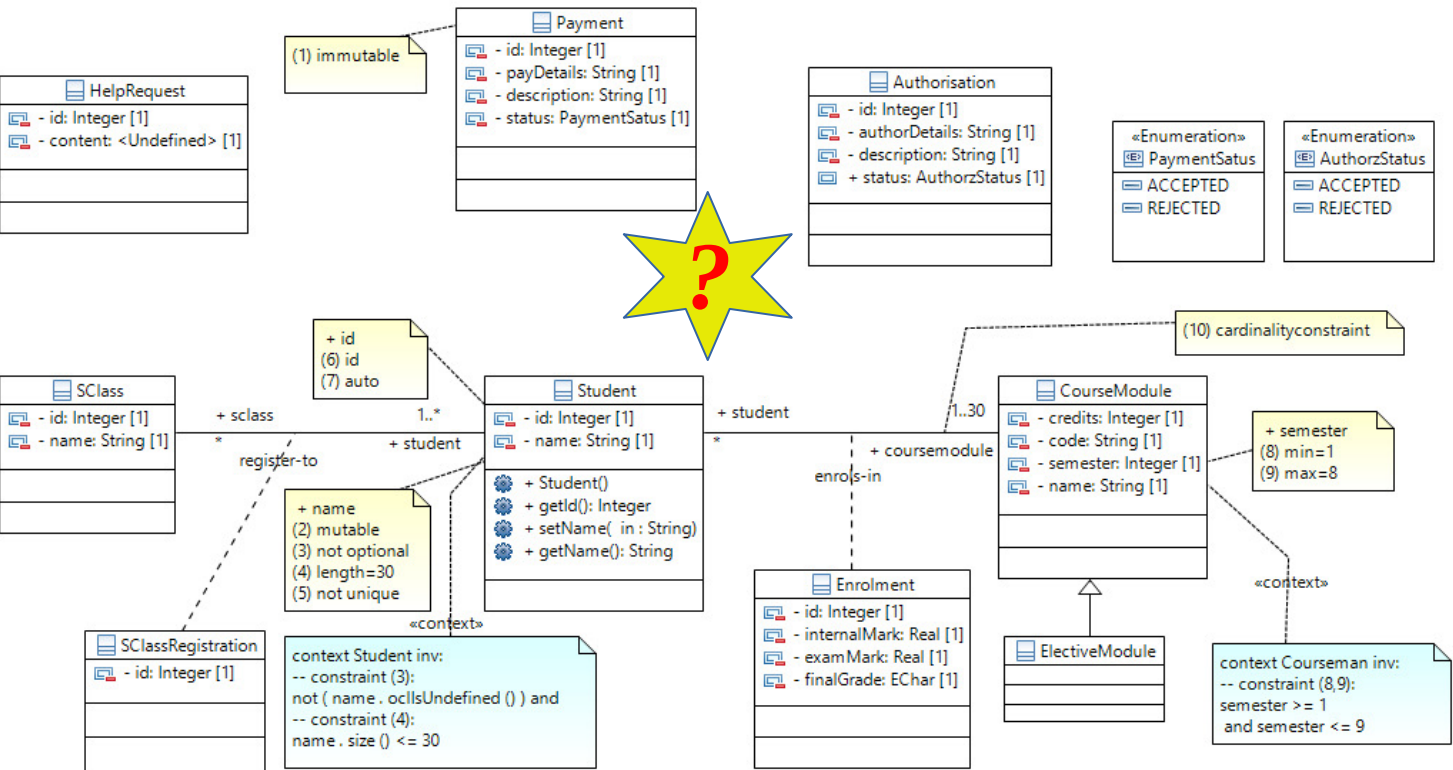 Payment
- id: Integer [1]
- payDetails: String [1]
- description: String [1]
- status: PaymentSatus [1]
(1) immutable
HelpRequest
- id: Integer [1]
- content: <Undefined> [1]
Authorisation
- id: Integer [1]
- authorDetails: String [1]
- description: String [1]
+ status: AuthorzStatus [1]
«Enumeration»
PaymentSatus
ACCEPTED
REJECTED
«Enumeration»
AuthorzStatus
ACCEPTED
REJECTED
?
+ id
(6) id
(7) auto
(10) cardinalityconstraint
SClass
- id: Integer [1]
- name: String [1]
+ sclass
*
1..*
+ student
register-to
Student
- id: Integer [1]
- name: String [1]
+ Student()
+ getId(): Integer
+ setName( in : String)
+ getName(): String
+ student
*
1..30
+ coursemodule
enrols-in
CourseModule
- credits: Integer [1]
- code: String [1]
- semester: Integer [1]
- name: String [1]
+ semester
(8) min=1
(9) max=8
+ name
(2) mutable
(3) not optional
(4) length=30
(5) not unique
«context»
«context»
SClassRegistration
- id: Integer [1]
context Student inv:
-- constraint (3):
not ( name . oclIsUndefined () ) and
-- constraint (4):
name . size () <= 30
Enrolment
- id: Integer [1]
- internalMark: Real [1]
- examMark: Real [1]
- finalGrade: EChar [1]
ElectiveModule
context Courseman inv:
-- constraint (8,9):
semester >= 1
and semester <= 9